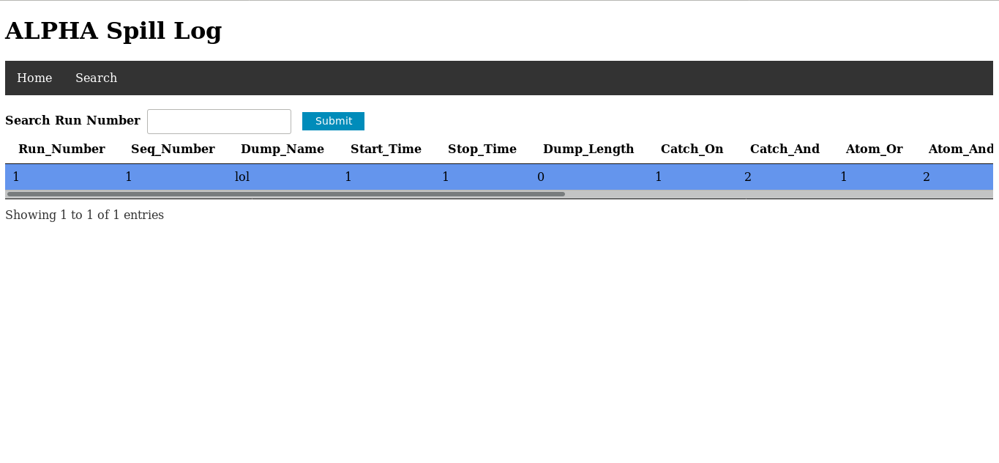 ALPHA Spill Log
Home Search
Search Run Number Submit
Run_Number Seq_Number Dump_Name Start_Time Stop_Time Dump_Length Catch_On Catch_And Atom_Or Atom_And
1 1 lol 1 1 0 1 2 1 2
Showing 1 to 1 of 1 entries